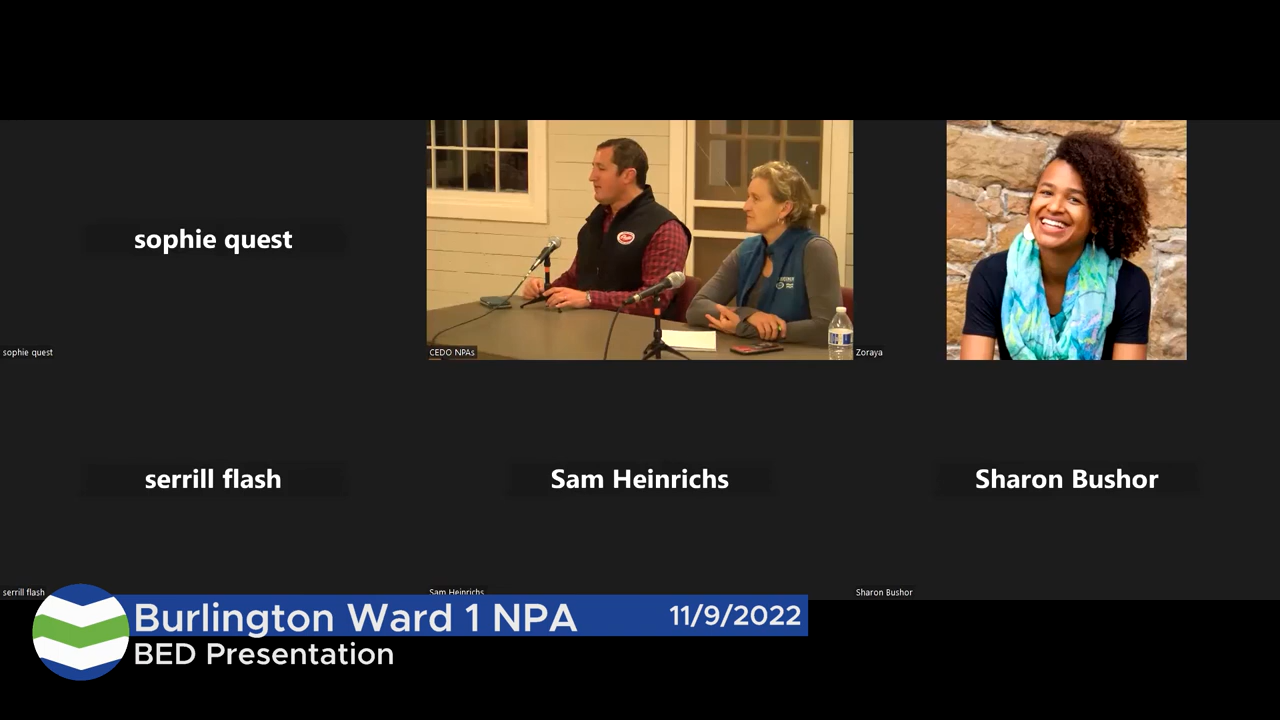 sophie quest
sophie quest
CEDO NPAs
Zoraya
serrill flash
Sam Heinrichs
Sharon Bushor
serrill flash
Sam Heinrichs
Sharon Bushor
Burlington Ward 1 NPA
11/9/2022
BED Presentation